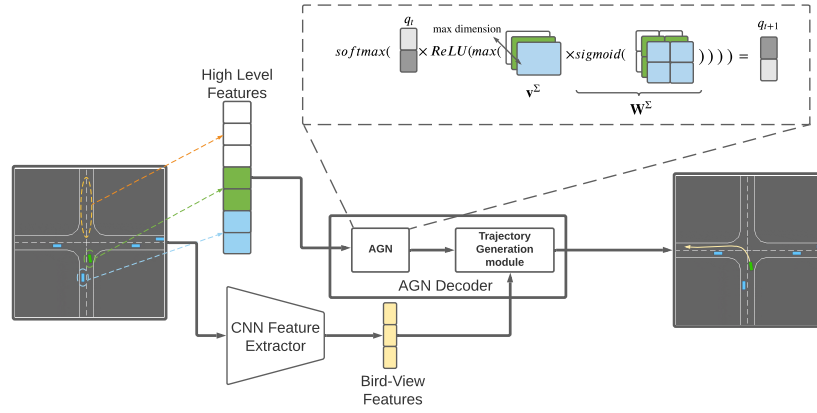 q_t
q_{t+1}
max dimension
softmax( × ReLU(max( ×sigmoid( )))) =
v^Σ
W^Σ
High Level
Features
AGN
Trajectory
Generation
module
AGN Decoder
CNN Feature
Extractor
Bird-View
Features